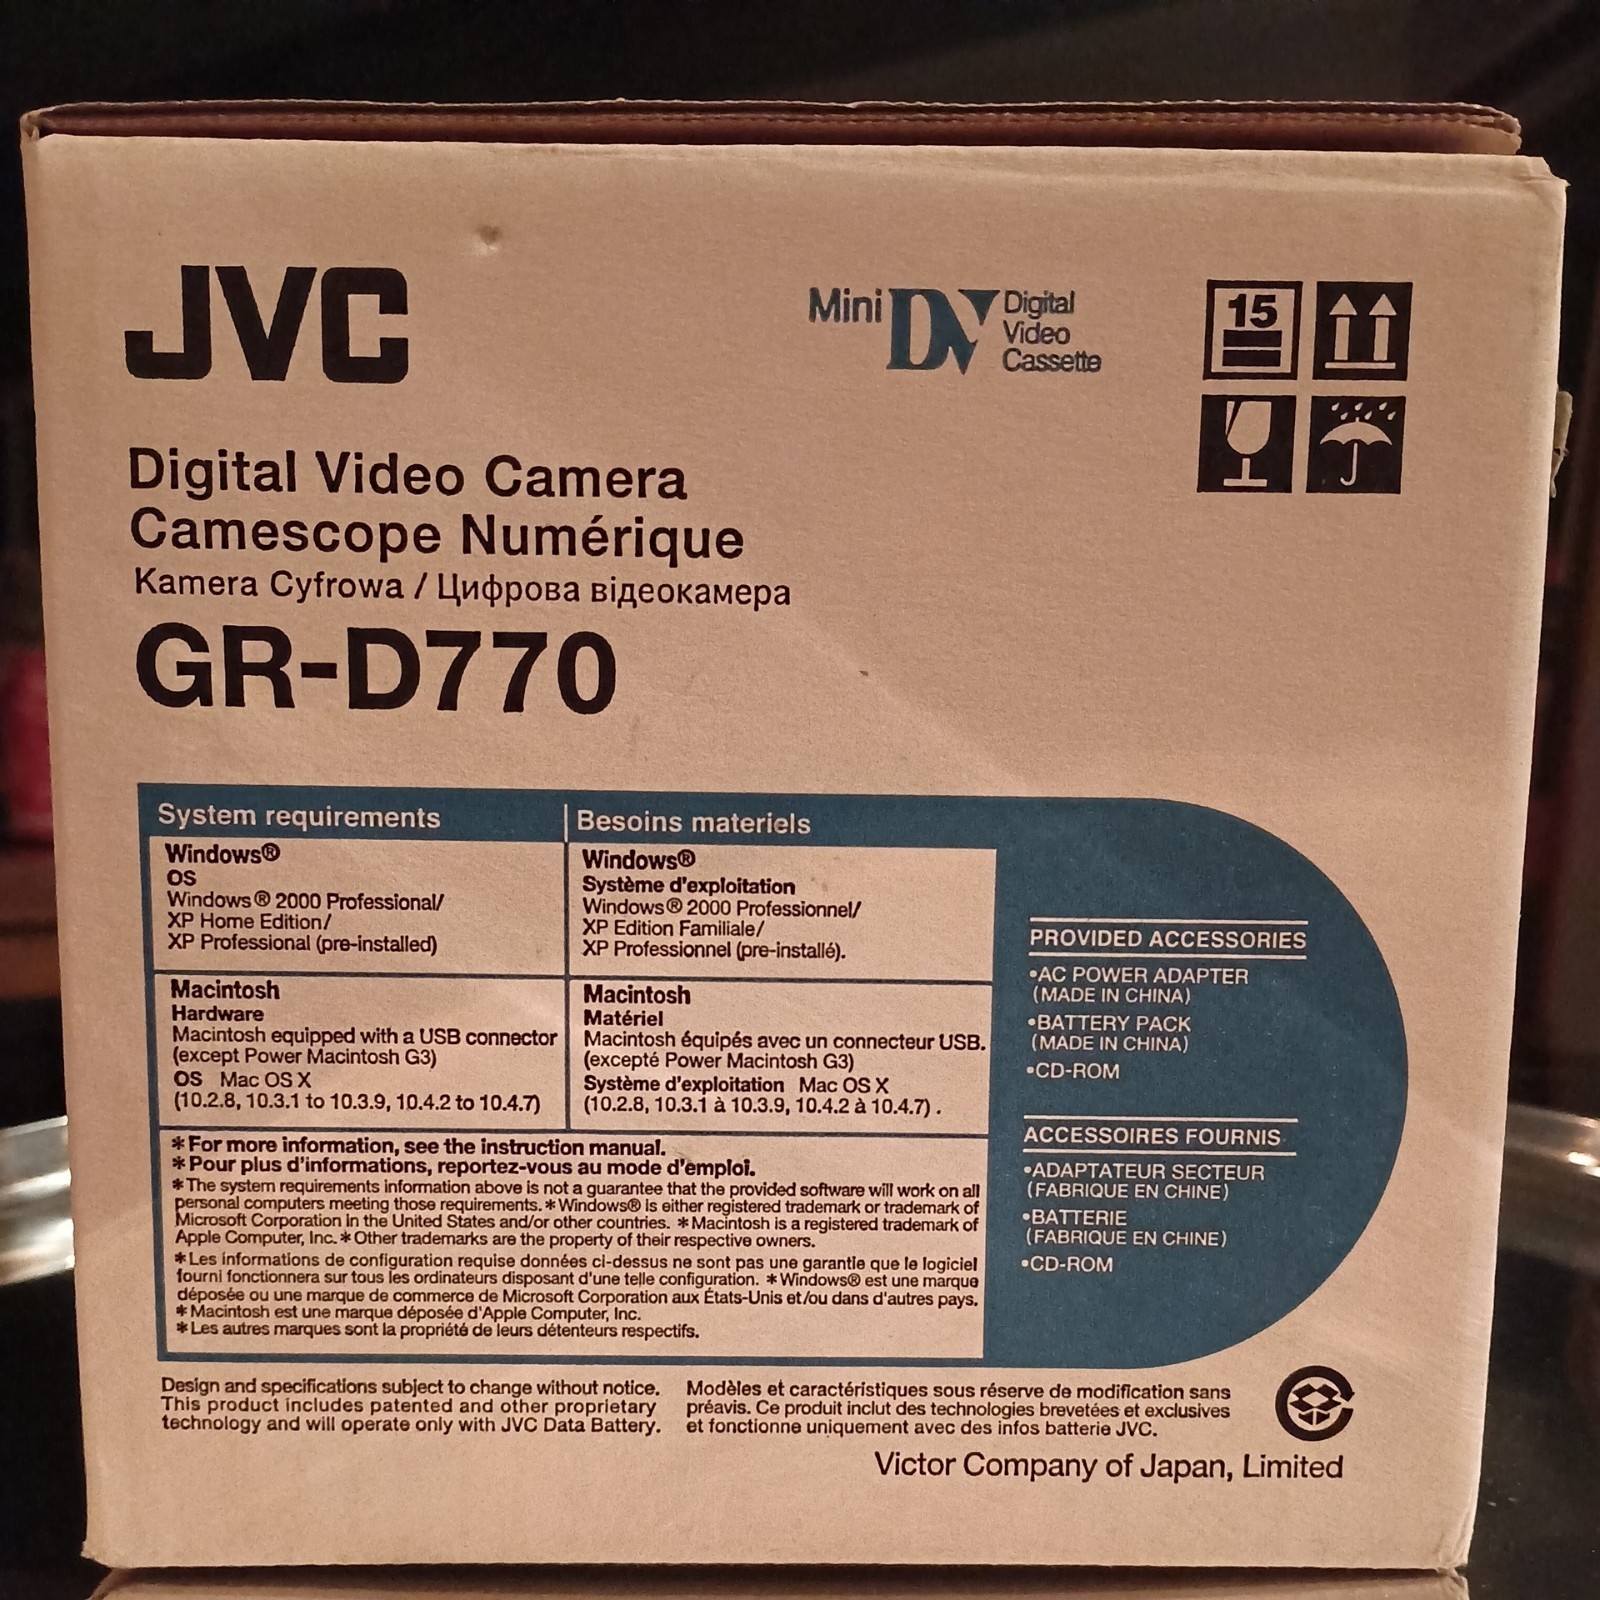 JVC
Mini DV Digital Video Cassette
15
Digital Video Camera
Camescope Numérique
Kamera Cyfrowa / Цифрова відеокамера
GR-D770
System requirements
Windows®
OS
Windows® 2000 Professional/
XP Home Edition/
XP Professional (pre-installed)
Macintosh
Hardware
Macintosh equipped with a USB connector
(except Power Macintosh G3)
OS Mac OS X
(10.2.8, 10.3.1 to 10.3.9, 10.4.2 to 10.4.7)
Besoins materiels
Windows®
Système d'exploitation
Windows® 2000 Professionnel/
XP Edition Familiale/
XP Professionnel (pre-installé).
Macintosh
Matériel
Macintosh équipés avec un connecteur USB.
(excepté Power Macintosh G3)
Système d'exploitation Mac OS X
(10.2.8, 10.3.1 à 10.3.9, 10.4.2 à 10.4.7) .
*For more information, see the instruction manual.
*Pour plus d'informations, reportez-vous au mode d'emploi.
*The system requirements information above is not a guarantee that the provided software will work on all
personal computers meeting those requirements. *Windows® is either registered trademark or trademark of
Microsoft Corporation in the United States and/or other countries. *Macintosh is a registered trademark of
Apple Computer, Inc. *Other trademarks are the property of their respective owners.
*Les informations de configuration requise données ci-dessus ne sont pas une garantie que le logiciel
fourni fonctionnera sur tous les ordinateurs disposant d'une telle configuration. *Windows® est une marque
déposée ou une marque de commerce de Microsoft Corporation aux États-Unis et/ou dans d'autres pays.
*Macintosh est une marque déposée d'Apple Computer, Inc.
*Les autres marques sont la propriété de leurs détenteurs respectifs.
PROVIDED ACCESSORIES
•AC POWER ADAPTER
(MADE IN CHINA)
•BATTERY PACK
(MADE IN CHINA)
•CD-ROM
ACCESSOIRES FOURNIS
•ADAPTATEUR SECTEUR
(FABRIQUE EN CHINE)
•BATTERIE
(FABRIQUE EN CHINE)
•CD-ROM
Design and specifications subject to change without notice.
This product includes patented and other proprietary
technology and will operate only with JVC Data Battery.
Modèles et caractéristiques sous réserve de modification sans
préavis. Ce produit inclut des technologies brevetées et exclusives
et fonctionne uniquement avec des infos batterie JVC.
Victor Company of Japan, Limited